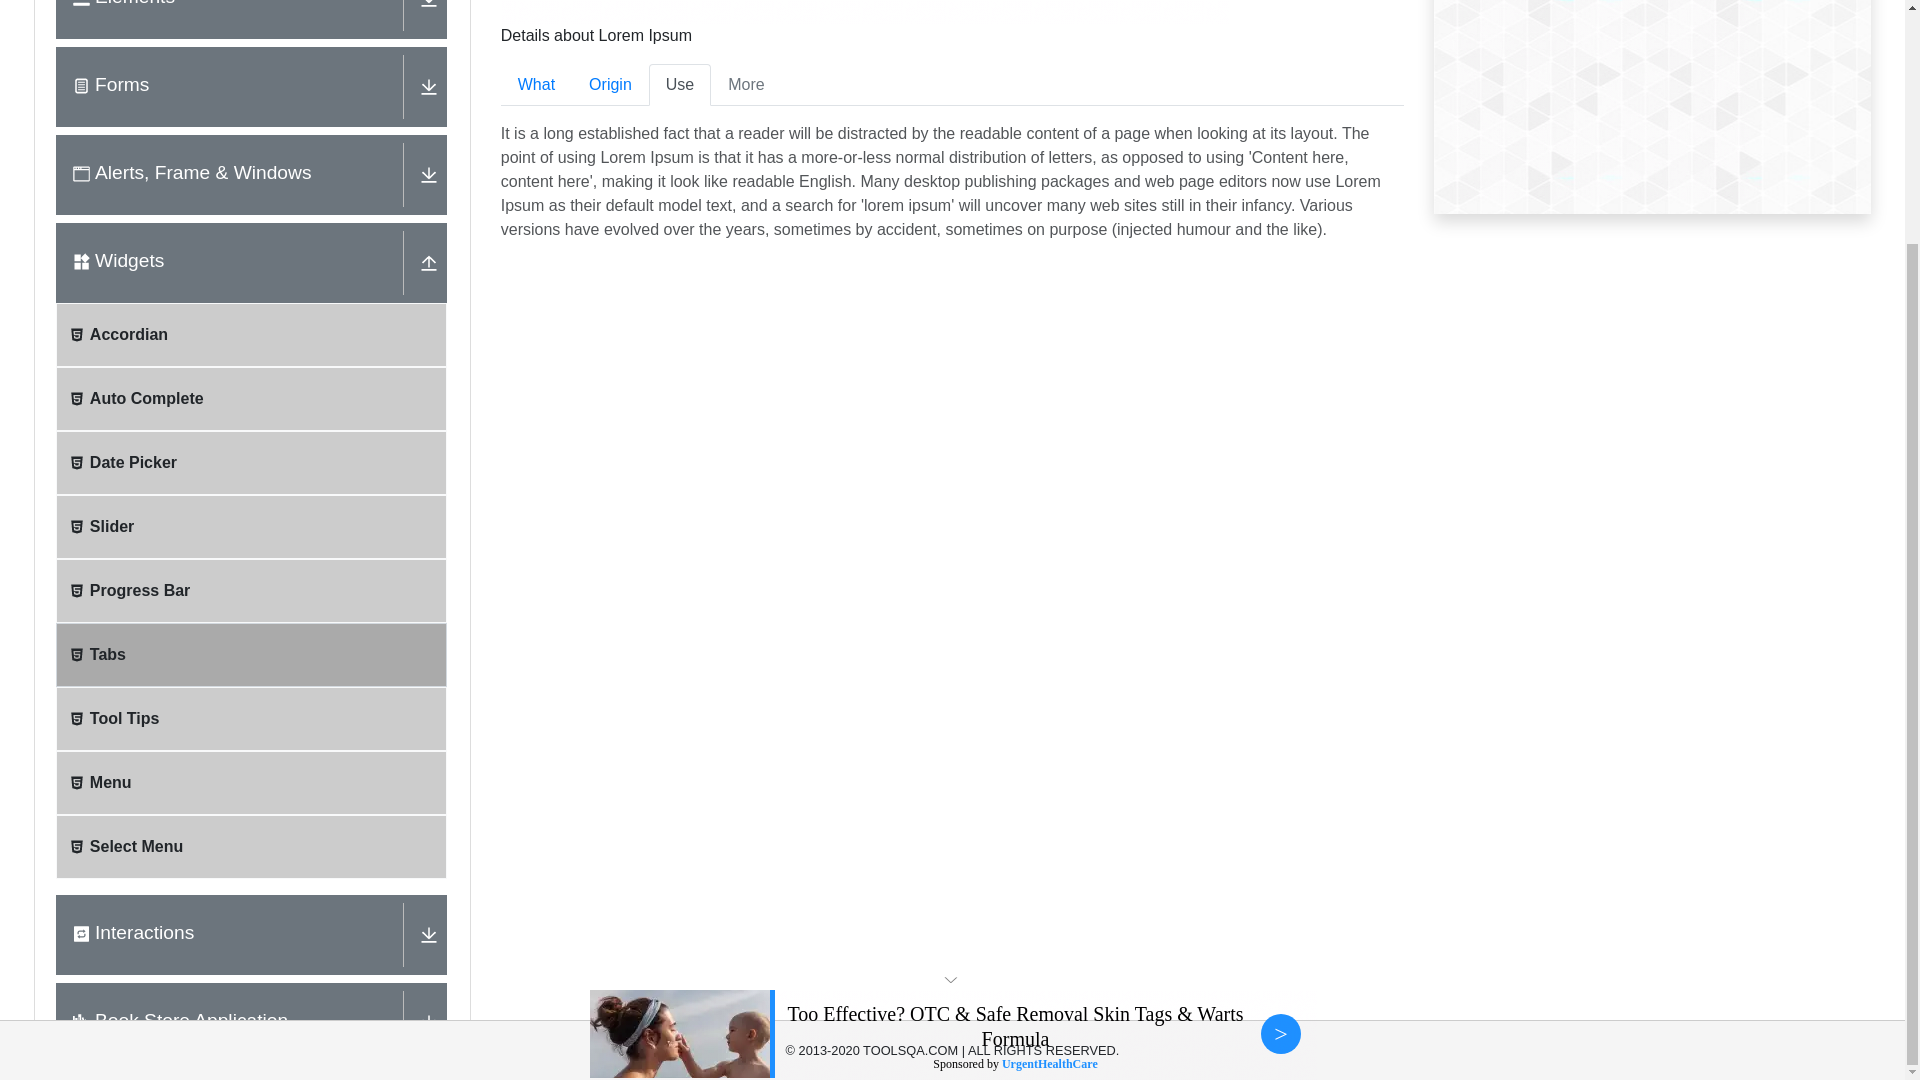 Elements
Forms
Alerts, Frame & Windows
Widgets
Accordian
Auto Complete
Date Picker
Slider
Progress Bar
Tabs
Tool Tips
Menu
Select Menu
Interactions
Book Store Application
Details about Lorem Ipsum
What Origin Use More
It is a long established fact that a reader will be distracted by the readable content of a page when looking at its layout. The
point of using Lorem Ipsum is that it has a more-or-less normal distribution of letters, as opposed to using 'Content here,
content here', making it look like readable English. Many desktop publishing packages and web page editors now use Lorem
Ipsum as their default model text, and a search for 'lorem ipsum' will uncover many web sites still in their infancy. Various
versions have evolved over the years, sometimes by accident, sometimes on purpose (injected humour and the like).
Too Effective? OTC & Safe Removal Skin Tags & Warts
Formula
© 2013-2020 TOOLSQA.COM | ALL RIGHTS RESERVED.
Sponsored by UrgentHealthCare